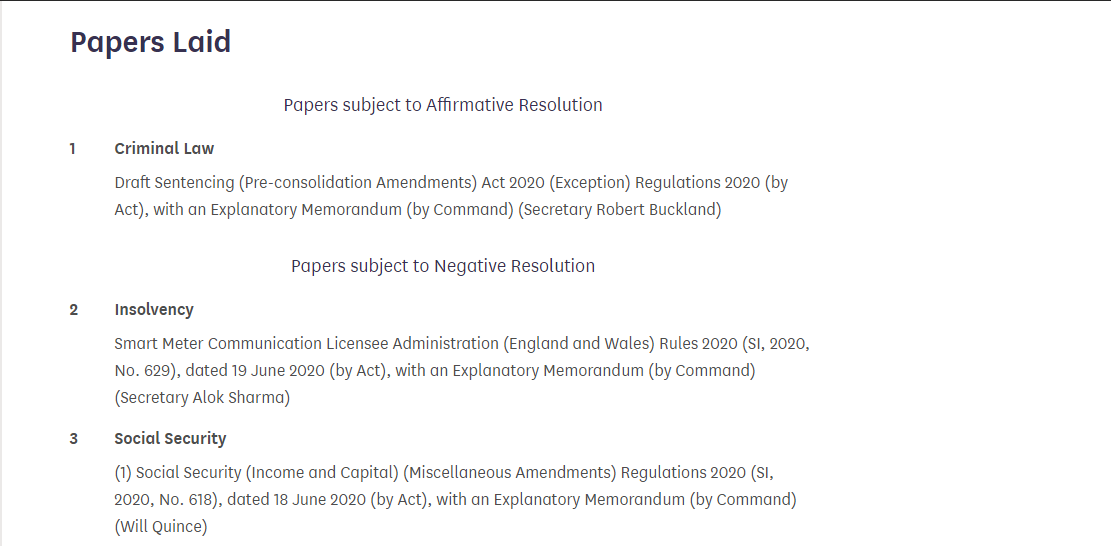 Papers Laid
Papers subject to Affirmative Resolution
1 Criminal Law
Draft Sentencing (Pre-consolidation Amendments) Act 2020 (Exception) Regulations 2020 (by
Act), with an Explanatory Memorandum (by Command) (Secretary Robert Buckland)
Papers subject to Negative Resolution
2 Insolvency
Smart Meter Communication Licensee Administration (England and Wales) Rules 2020 (SI, 2020,
No. 629), dated 19 June 2020 (by Act), with an Explanatory Memorandum (by Command)
(Secretary Alok Sharma)
3 Social Security
(1) Social Security (Income and Capital) (Miscellaneous Amendments) Regulations 2020 (SI,
2020, No. 618), dated 18 June 2020 (by Act), with an Explanatory Memorandum (by Command)
(Will Quince)